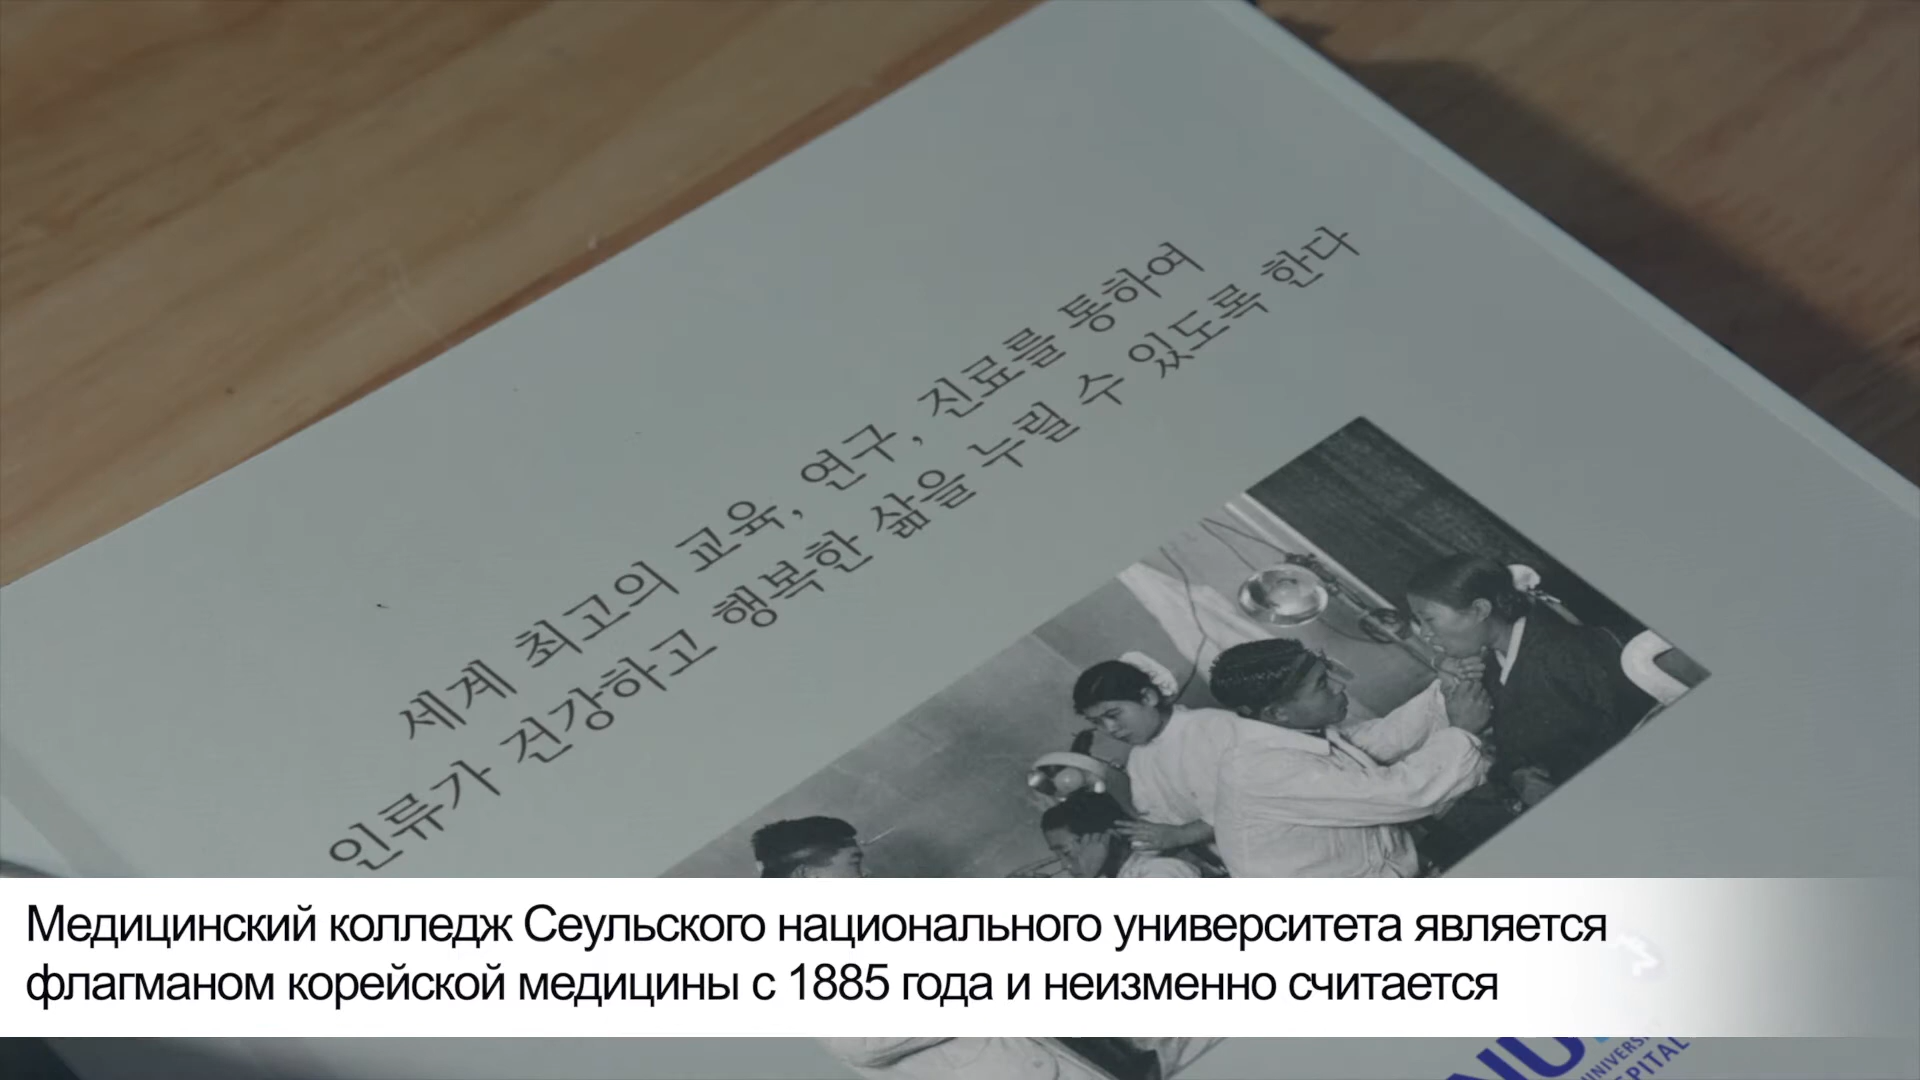 세계 최고의 교육, 연구, 진료를 통하여
인류가 건강하고 행복한 삶을 누릴 수 있도록 한다
Медицинский колледж Сеульского национального университета является
флагманом корейской медицины с 1885 года и неизменно считается